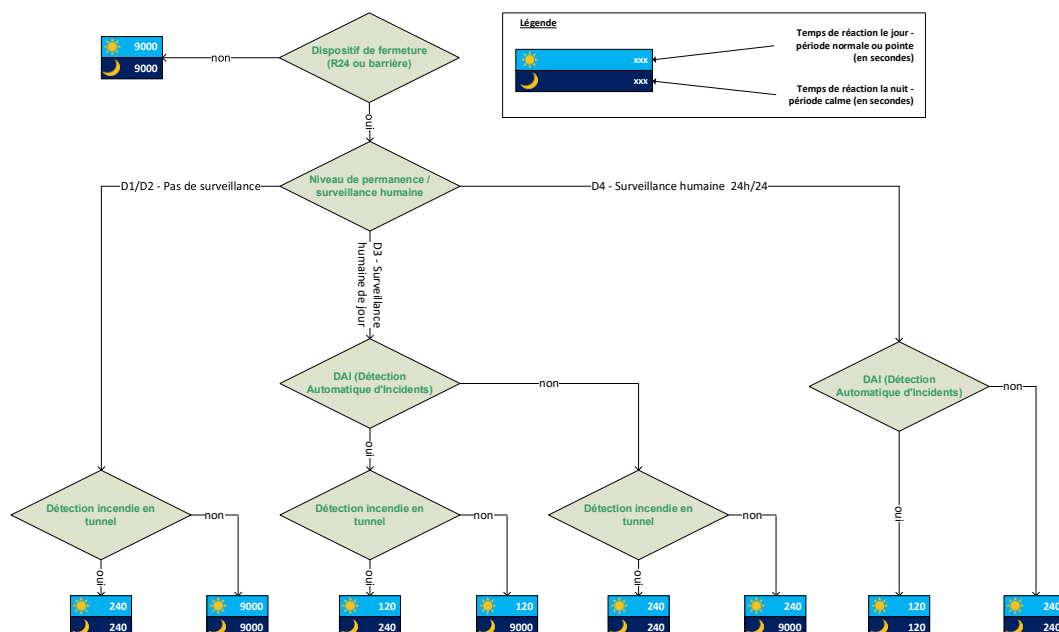 Légende
Temps de réaction le jour -
période normale ou pointe
(en secondes)
xxx
xxx
Temps de réaction la nuit -
période calme (en secondes)
9000
9000
non
Dispositif de fermeture
(R24 ou barrière)
oui
D1/D2 - Pas de surveillance
Niveau de permanence /
surveillance humaine
D4 - Surveillance humaine 24h/24
D3 - Surveillance
humaine de jour
DAI (Détection
Automatique d'Incidents)
non
oui
DAI (Détection
Automatique d'Incidents)
non
oui
Détection incendie en
tunnel
non
oui
Détection incendie en
tunnel
non
oui
Détection incendie en
tunnel
non
oui
240
240
9000
9000
120
240
120
9000
240
240
240
9000
120
120
240
240